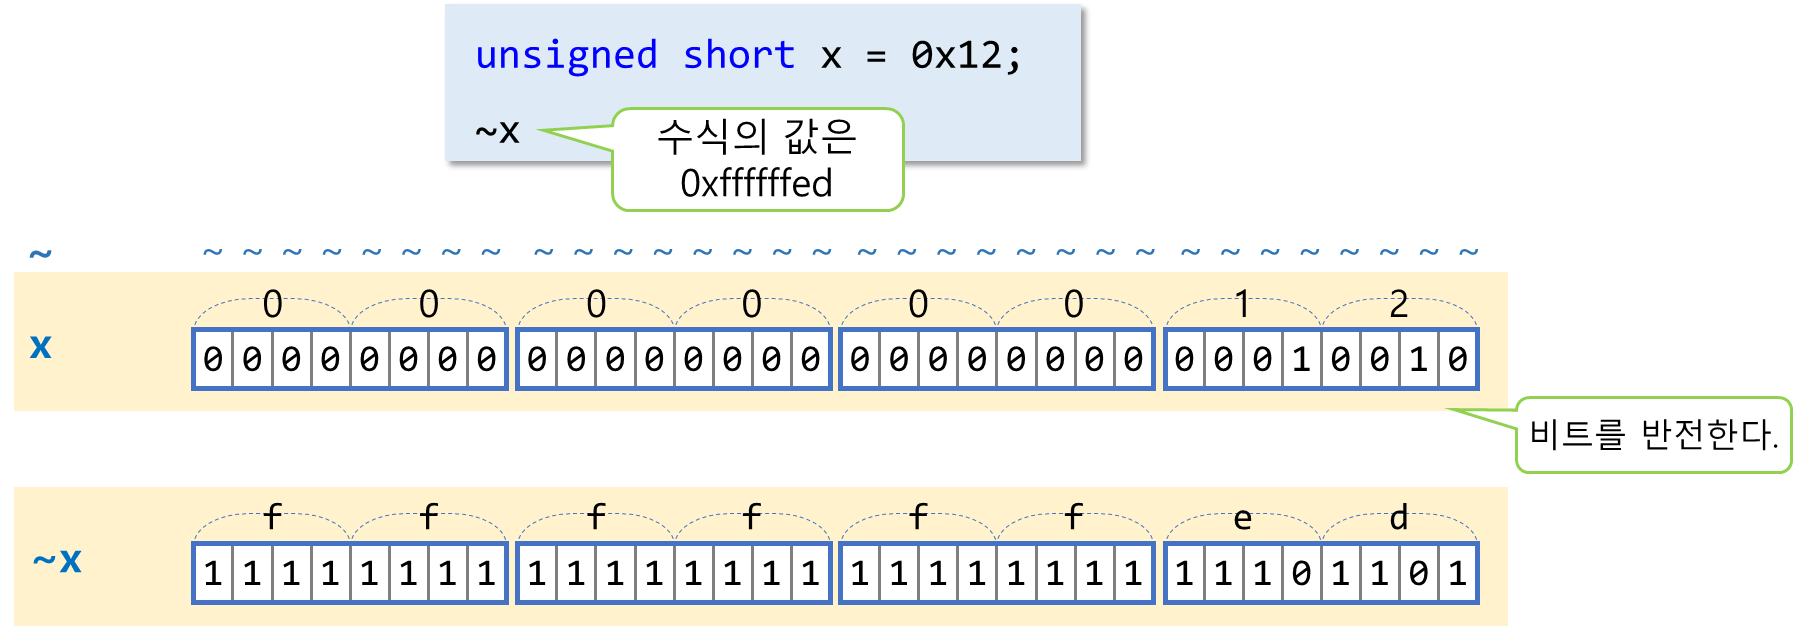 unsigned short x = 0x12;
~x
수식의 값은
0xffffffed
~ ~ ~ ~ ~ ~ ~ ~ ~ ~ ~ ~ ~ ~ ~ ~ ~ ~ ~ ~ ~ ~ ~ ~ ~ ~ ~ ~ ~ ~ ~ ~ ~
0 0 0 0 0 0 1 2
x 0 0 0 0 0 0 0 0 0 0 0 0 0 0 0 0 0 0 0 0 0 0 0 0 0 0 0 1 0 0 1 0
비트를 반전한다.
f f f f f f e d
~x 1 1 1 1 1 1 1 1 1 1 1 1 1 1 1 1 1 1 1 1 1 1 1 1 1 1 1 0 1 1 0 1